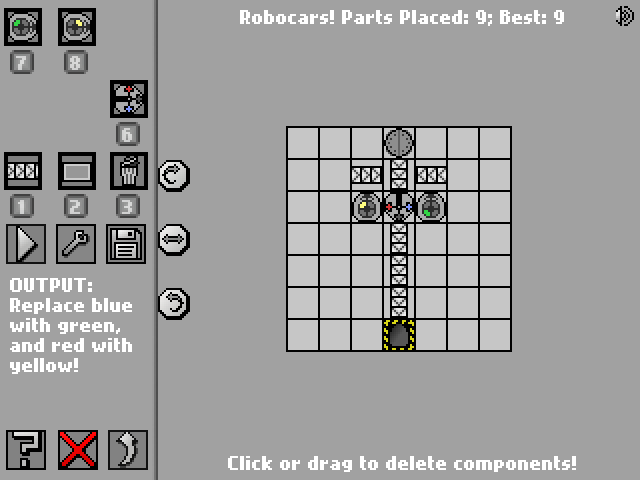 Robocars! Parts Placed: 9; Best: 9
7 8
6
1 2 3
OUTPUT:
Replace blue
with green,
and red with
yellow!
?
Click or drag to delete components!